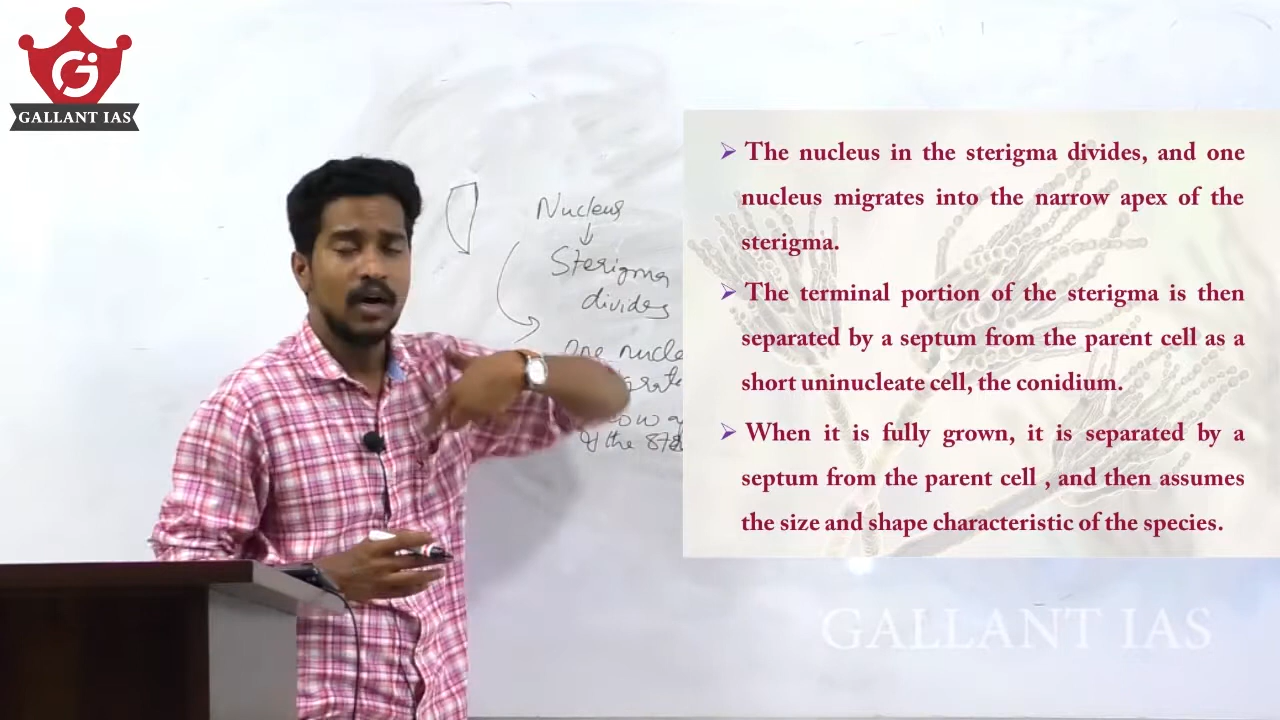 GALLANT IAS
Nucleus
Sterigma
divides
one
of the
➢ The nucleus in the sterigma divides, and one
nucleus migrates into the narrow apex of the
sterigma.
➢ The terminal portion of the sterigma is then
separated by a septum from the parent cell as a
short uninucleate cell, the conidium.
➢ When it is fully grown, it is separated by a
septum from the parent cell , and then assumes
the size and shape characteristic of the species.
GALLANT IAS